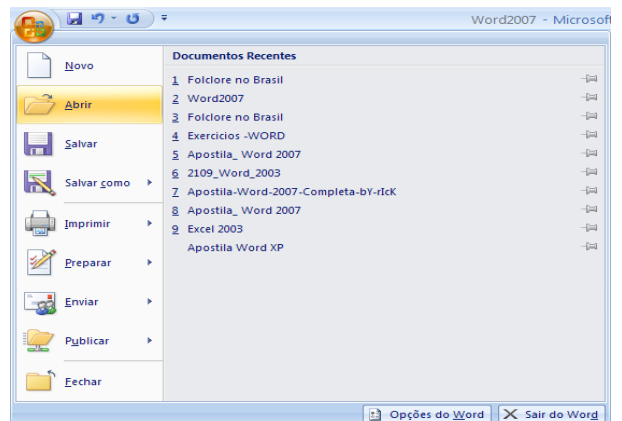 Word2007 - Microsof
Novo
Abrir
Salvar
Salvar como
Imprimir
Preparar
Enviar
Publicar
Fechar
Documentos Recentes
1 Folclore no Brasil
2 Word2007
3 Folclore no Brasil
4 Exercicios -WORD
5 Apostila_ Word 2007
6 2109_Word_2003
7 Apostila-Word-2007-Completa-bY-rIcK
8 Apostila_ Word 2007
9 Excel 2003
Apostila Word XP
Opções do Word
Sair do Word